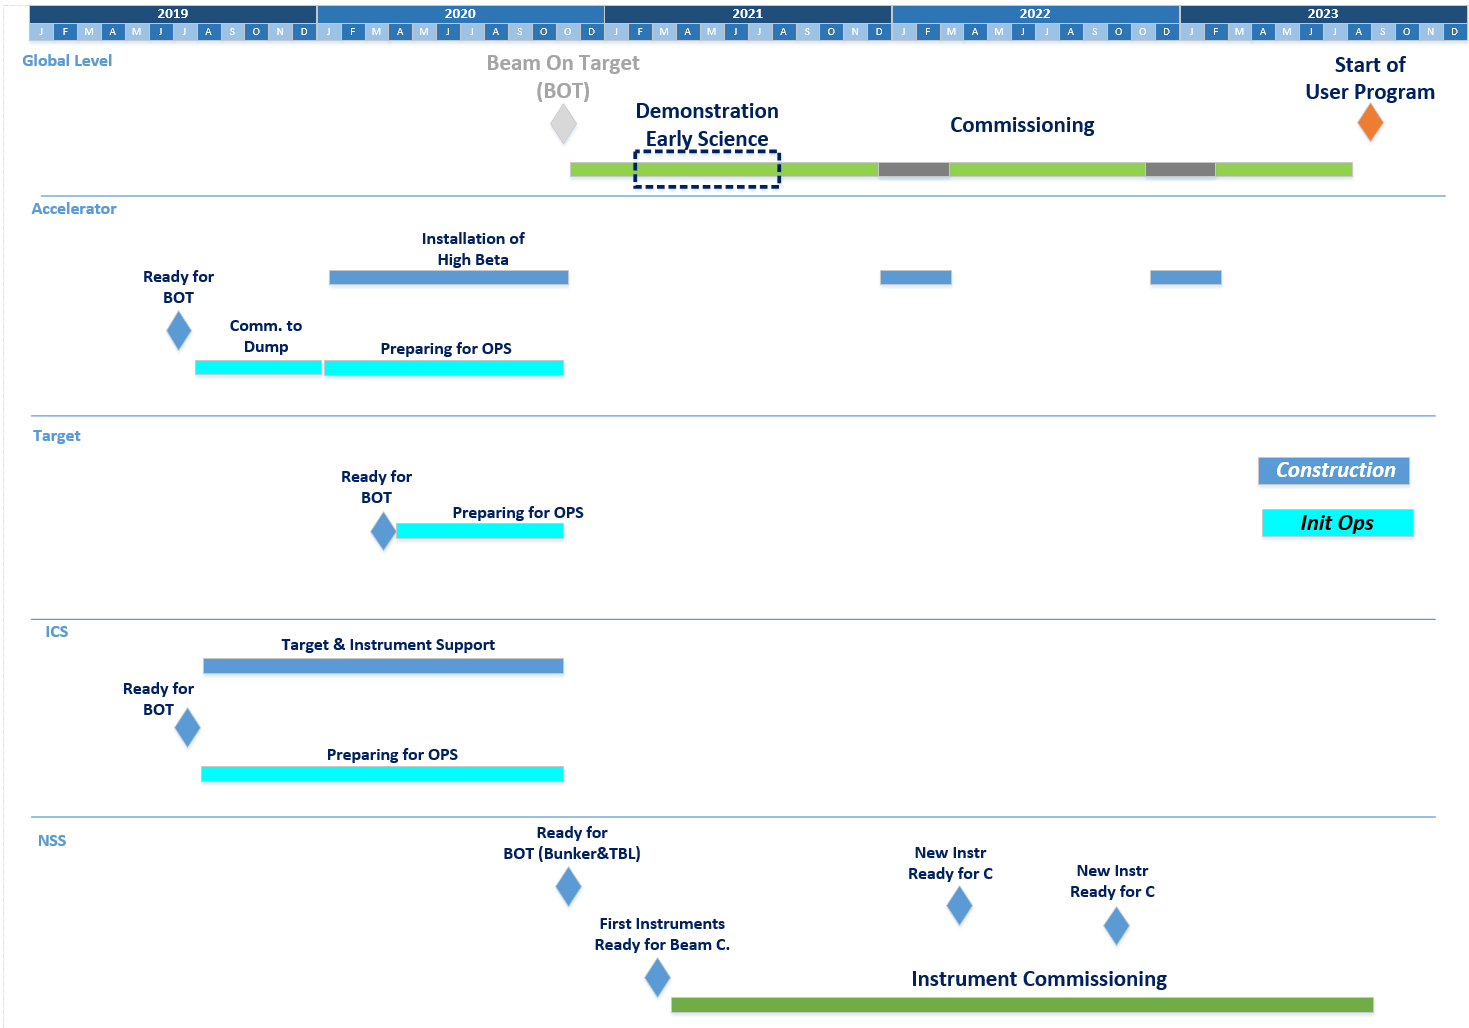 2019 2020 2021 2022 2023
J F M A M J J A S O N D J F M A M J J A S O O D J F M A M J J A S O N D J F M A M J J A S O O D J F M A M J J A S O N D
Global Level
Beam On Target
(BOT)
Demonstration
Early Science
Commissioning
Start of
User Program
Accelerator
Installation of
High Beta
Ready for
BOT
Comm. to
Dump
Preparing for OPS
Target
Ready for
BOT
Preparing for OPS
Construction
Init Ops
ICS
Target & Instrument Support
Ready for
BOT
Preparing for OPS
NSS
Ready for
BOT (Bunker&TBL)
New Instr
Ready for C
New Instr
Ready for C
First Instruments
Ready for Beam C.
Instrument Commissioning